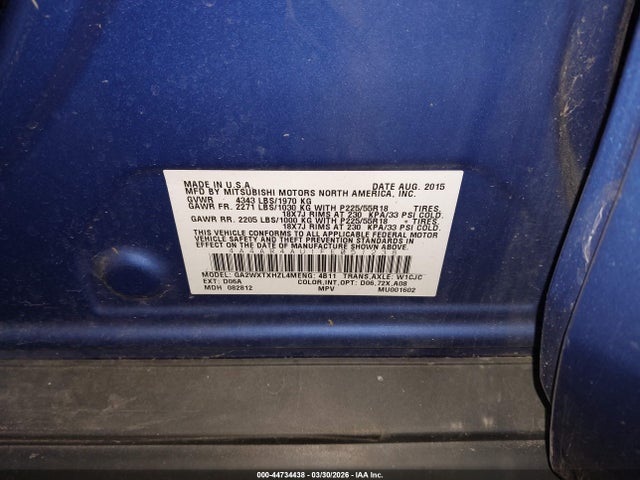 MADE IN U.S.A. DATE AUG. 2015
MFD BY MITSUBISHI MOTORS NORTH AMERICA, INC.
GVWR 4343 LBS/1970 KG
GAWR FR. 2271 LBS/1030 KG WITH P225/55R18 TIRES,
18X7J RIMS AT 230 KPA/33 PSI COLD.
GAWR RR. 2205 LBS/1000 KG WITH P225/55R18 TIRES,
18X7J RIMS AT 230 KPA/33 PSI COLD.
THIS VEHICLE CONFORMS TO ALL APPLICABLE FEDERAL MOTOR
VEHICLE SAFETY STANDARDS IN EFFECT ON THE
DATE OF MANUFACTURE SHOWN ABOVE.
MODEL: GA2WXTXHZL4M ENG: 4B11 TRANS,AXLE: W1CJC
EXT: D06A COLOR,INT,OPT: D06,72X,A08
MDH 082812 MPV MU001602
000-44734438 - 03/30/2026 - IAA Inc.